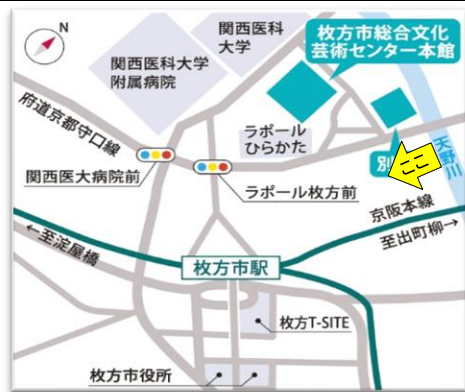 N
関西医科
大学
枚方市総合文化
芸術センター本館
関西医科大学
附属病院
府道京都守口線
ラポール
ひらかた
別
ココ
天野川
関西医大病院前
ラポール枚方前
京阪本線
至出町柳→
←至淀屋橋
枚方市駅
枚方T-SITE
枚方市役所